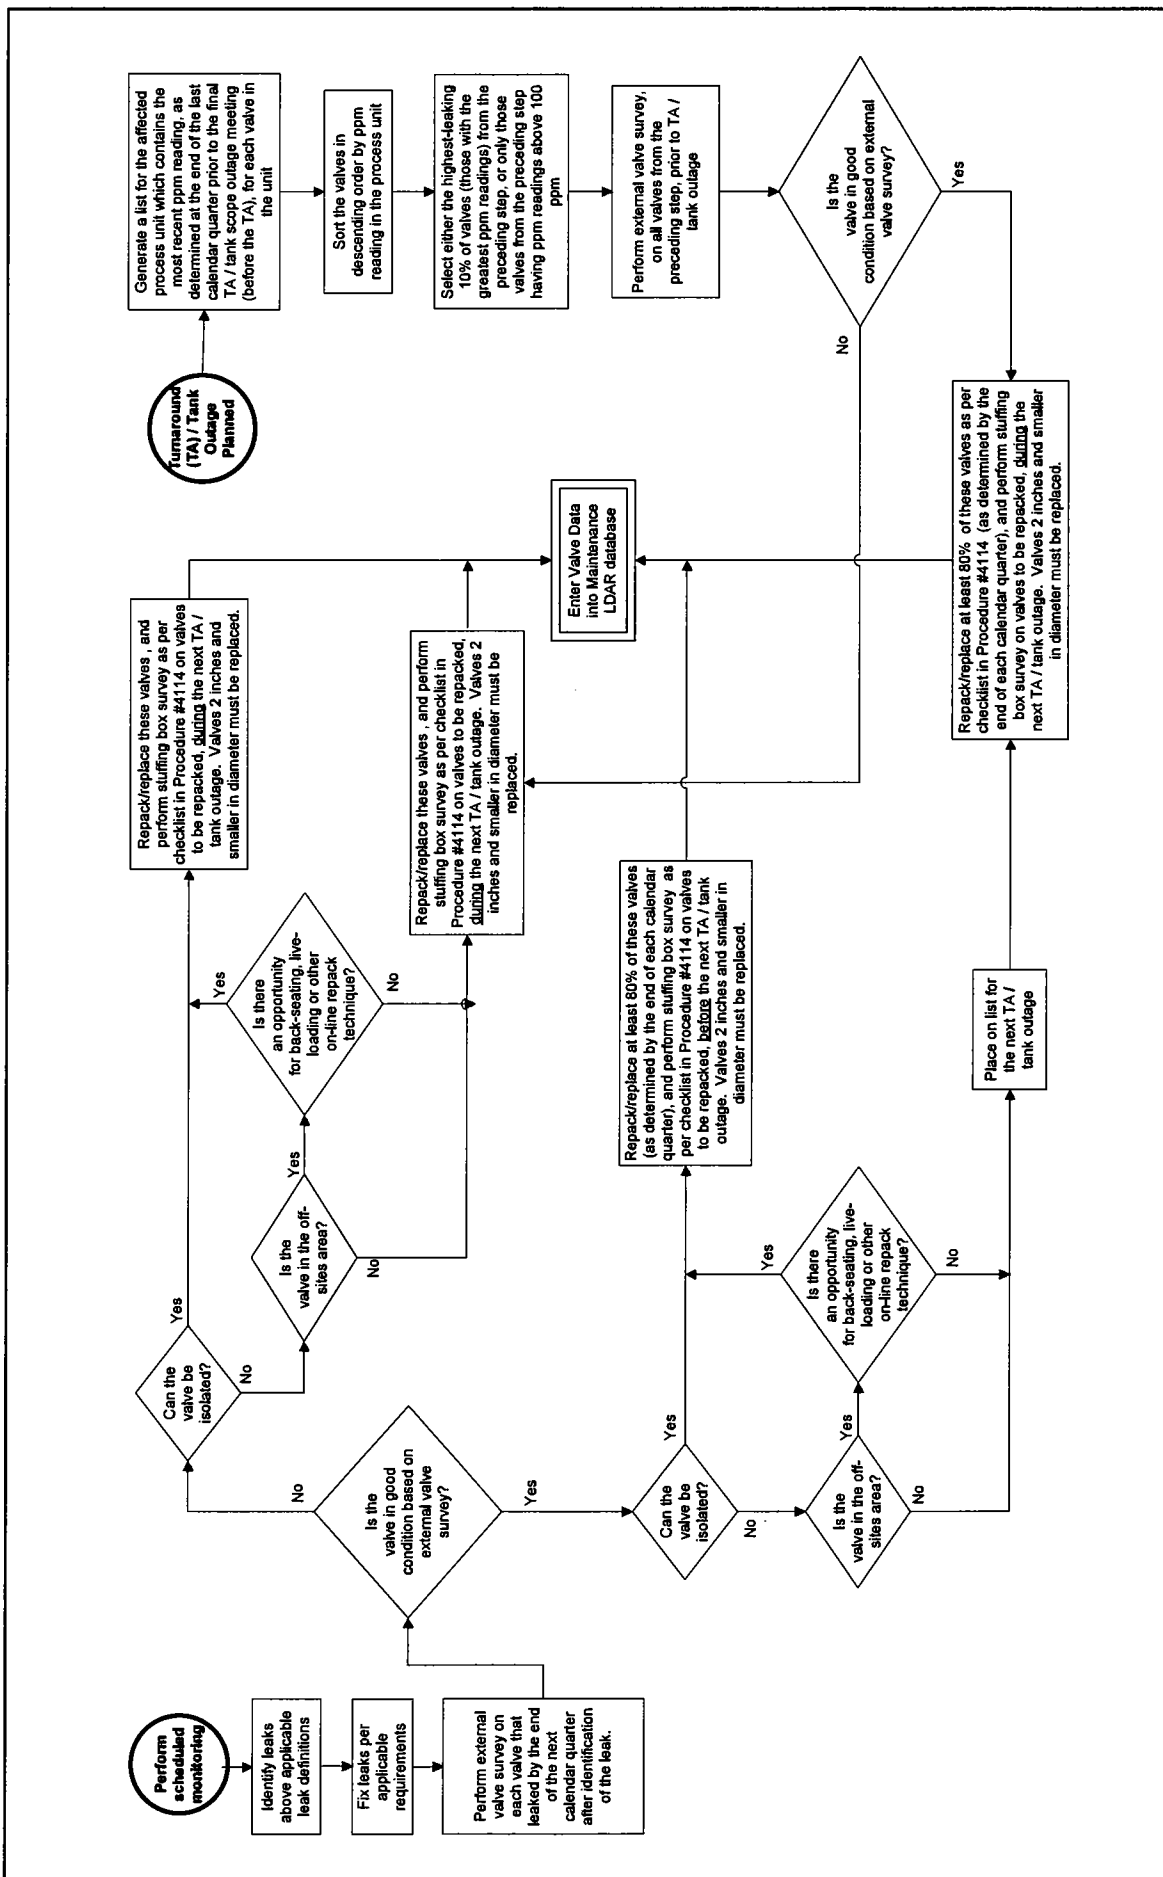 Perform
scheduled
monitoring
Identify leaks
above applicable
leak definitions
Fix leaks per
applicable
requirements
Perform external
valve survey on
each valve that
leaked by the end
of the next
calendar quarter
after identification
of the leak.
Is the
valve in good
condition based on
external valve
survey?
No
Yes
Can the
valve be
isolated?
Yes
No
Is the
valve in the off-
sites area?
Yes
No
Is there
an opportunity
for back-seating, live-
loading or other
on-line repack
technique?
Yes
No
Repack/replace these valves , and
perform stuffing box survey as per
checklist in Procedure #4114 on valves
to be repacked, during the next TA /
tank outage. Valves 2 inches and
smaller in diameter must be replaced.
Repack/replace these valves , and perform
stuffing box survey as per checklist in
Procedure #4114 on valves to be repacked,
during the next TA / tank outage. Valves 2
inches and smaller in diameter must be
replaced.
Can the
valve be
isolated?
Yes
No
Is the
valve in the off-
sites area?
Yes
No
Is there
an opportunity
for back-seating, live-
loading or other
on-line repack
technique?
Yes
No
Repack/replace at least 80% of these valves
(as determined by the end of each calendar
quarter), and perform stuffing box survey as
per checklist in Procedure #4114 on valves
to be repacked, before the next TA / tank
outage. Valves 2 inches and smaller in
diameter must be replaced.
Place on list for
the next TA /
tank outage
Enter Valve Data
into Maintenance
LDAR database
Turnaround
(TA) / Tank
Outage
Planned
Generate a list for the affected
process unit which contains the
most recent ppm reading, as
determined at the end of the last
calendar quarter prior to the final
TA / tank scope outage meeting
(before the TA), for each valve in
the unit
Sort the valves in
descending order by ppm
reading in the process unit
Select either the highest-leaking
10% of valves (those with the
greatest ppm readings) from the
preceding step, or only those
valves from the preceding step
having ppm readings above 100
ppm
Perform external valve survey,
on all valves from the
preceding step, prior to TA /
tank outage
Is the
valve in good
condition based on external
valve survey?
No
Yes
Repack/replace at least 80% of these valves as per
checklist in Procedure #4114 (as determined by the
end of each calendar quarter), and perform stuffing
box survey on valves to be repacked, during the
next TA / tank outage. Valves 2 inches and smaller
in diameter must be replaced.